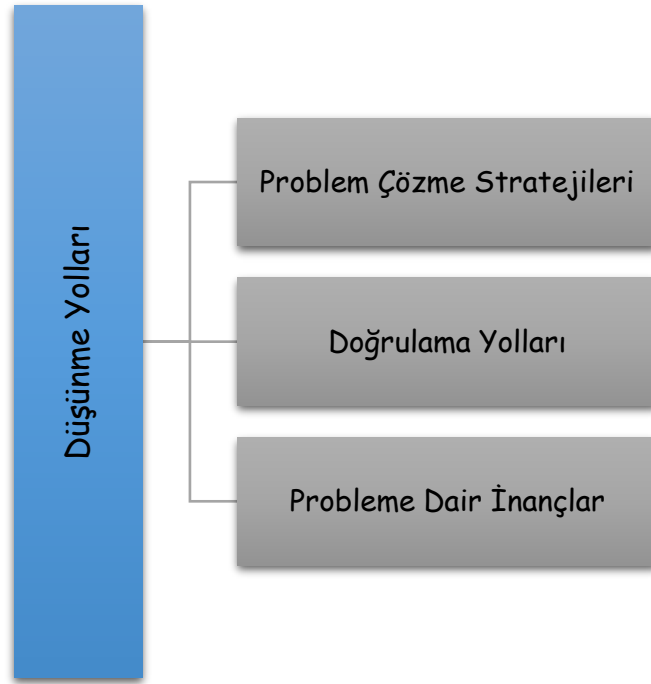 Düşünme Yolları
Problem Çözme Stratejileri
Doğrulama Yolları
Probleme Dair İnançlar